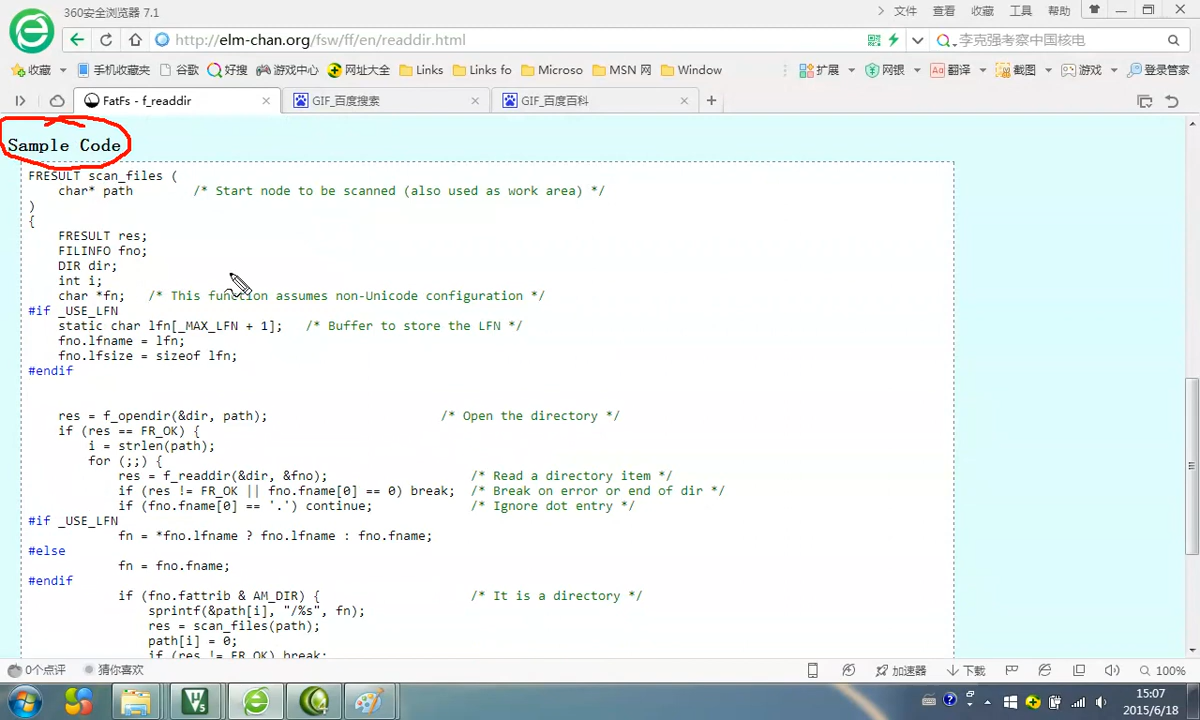 360安全浏览器 7.1
文件 查看 收藏 工具 帮助
http://elm-chan.org/fsw/ff/en/readdir.html
李克强考察中国核电
收藏 手机收藏夹 谷歌 好搜 游戏中心 网址大全 Links Links fo Microso MSN 网 Window 扩展 网银 Aa 翻译 截图 游戏 登录管家
FatFs - f_readdir
GIF_百度搜索
GIF_百度百科
Sample Code
FRESULT scan_files (
char* path /* Start node to be scanned (also used as work area) */
)
{
FRESULT res;
FILINFO fno;
DIR dir;
int i;
char *fn; /* This function assumes non-Unicode configuration */
#if _USE_LFN
static char lfn[_MAX_LFN + 1]; /* Buffer to store the LFN */
fno.lfname = lfn;
fno.lfsize = sizeof lfn;
#endif
res = f_opendir(&dir, path); /* Open the directory */
if (res == FR_OK) {
i = strlen(path);
for (;;) {
res = f_readdir(&dir, &fno); /* Read a directory item */
if (res != FR_OK || fno.fname[0] == 0) break; /* Break on error or end of dir */
if (fno.fname[0] == '.') continue; /* Ignore dot entry */
#if _USE_LFN
fn = *fno.lfname ? fno.lfname : fno.fname;
#else
fn = fno.fname;
#endif
if (fno.fattrib & AM_DIR) { /* It is a directory */
sprintf(&path[i], "/%s", fn);
res = scan_files(path);
path[i] = 0;
if (res != FR_OK) break;
0个点评 猜你喜欢 加速器 下载 100%
15:07
2015/6/18